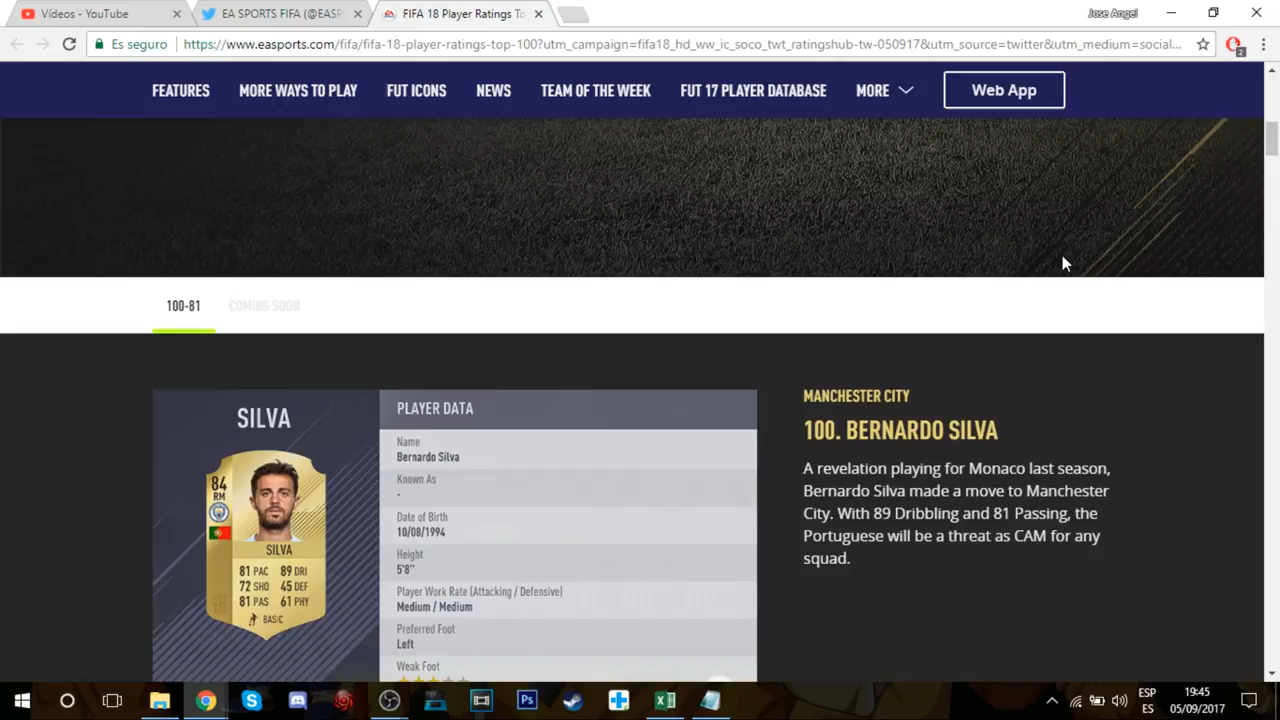 Vídeos - YouTube
EA SPORTS FIFA (@EASP
FIFA 18 Player Ratings To
Jose Angel
Es seguro
https://www.easports.com/fifa/fifa-18-player-ratings-top-100?utm_campaign=fifa18_hd_ww_ic_soco_twt_ratingshub-tw-050917&utm_source=twitter&utm_medium=social...
2
FEATURES
MORE WAYS TO PLAY
FUT ICONS
NEWS
TEAM OF THE WEEK
FUT 17 PLAYER DATABASE
MORE
Web App
100-81
COMING SOON
SILVA
84
RM
SILVA
81 PAC 89 DRI
72 SHO 45 DEF
81 PAS 61 PHY
BASIC
PLAYER DATA
Name
Bernardo Silva
Known As
-
Date of Birth
10/08/1994
Height
5'8"
Player Work Rate (Attacking / Defensive)
Medium / Medium
Preferred Foot
Left
Weak Foot
MANCHESTER CITY
100. BERNARDO SILVA
A revelation playing for Monaco last season,
Bernardo Silva made a move to Manchester
City. With 89 Dribbling and 81 Passing, the
Portuguese will be a threat as CAM for any
squad.
Ps
ESP
ES
19:45
05/09/2017